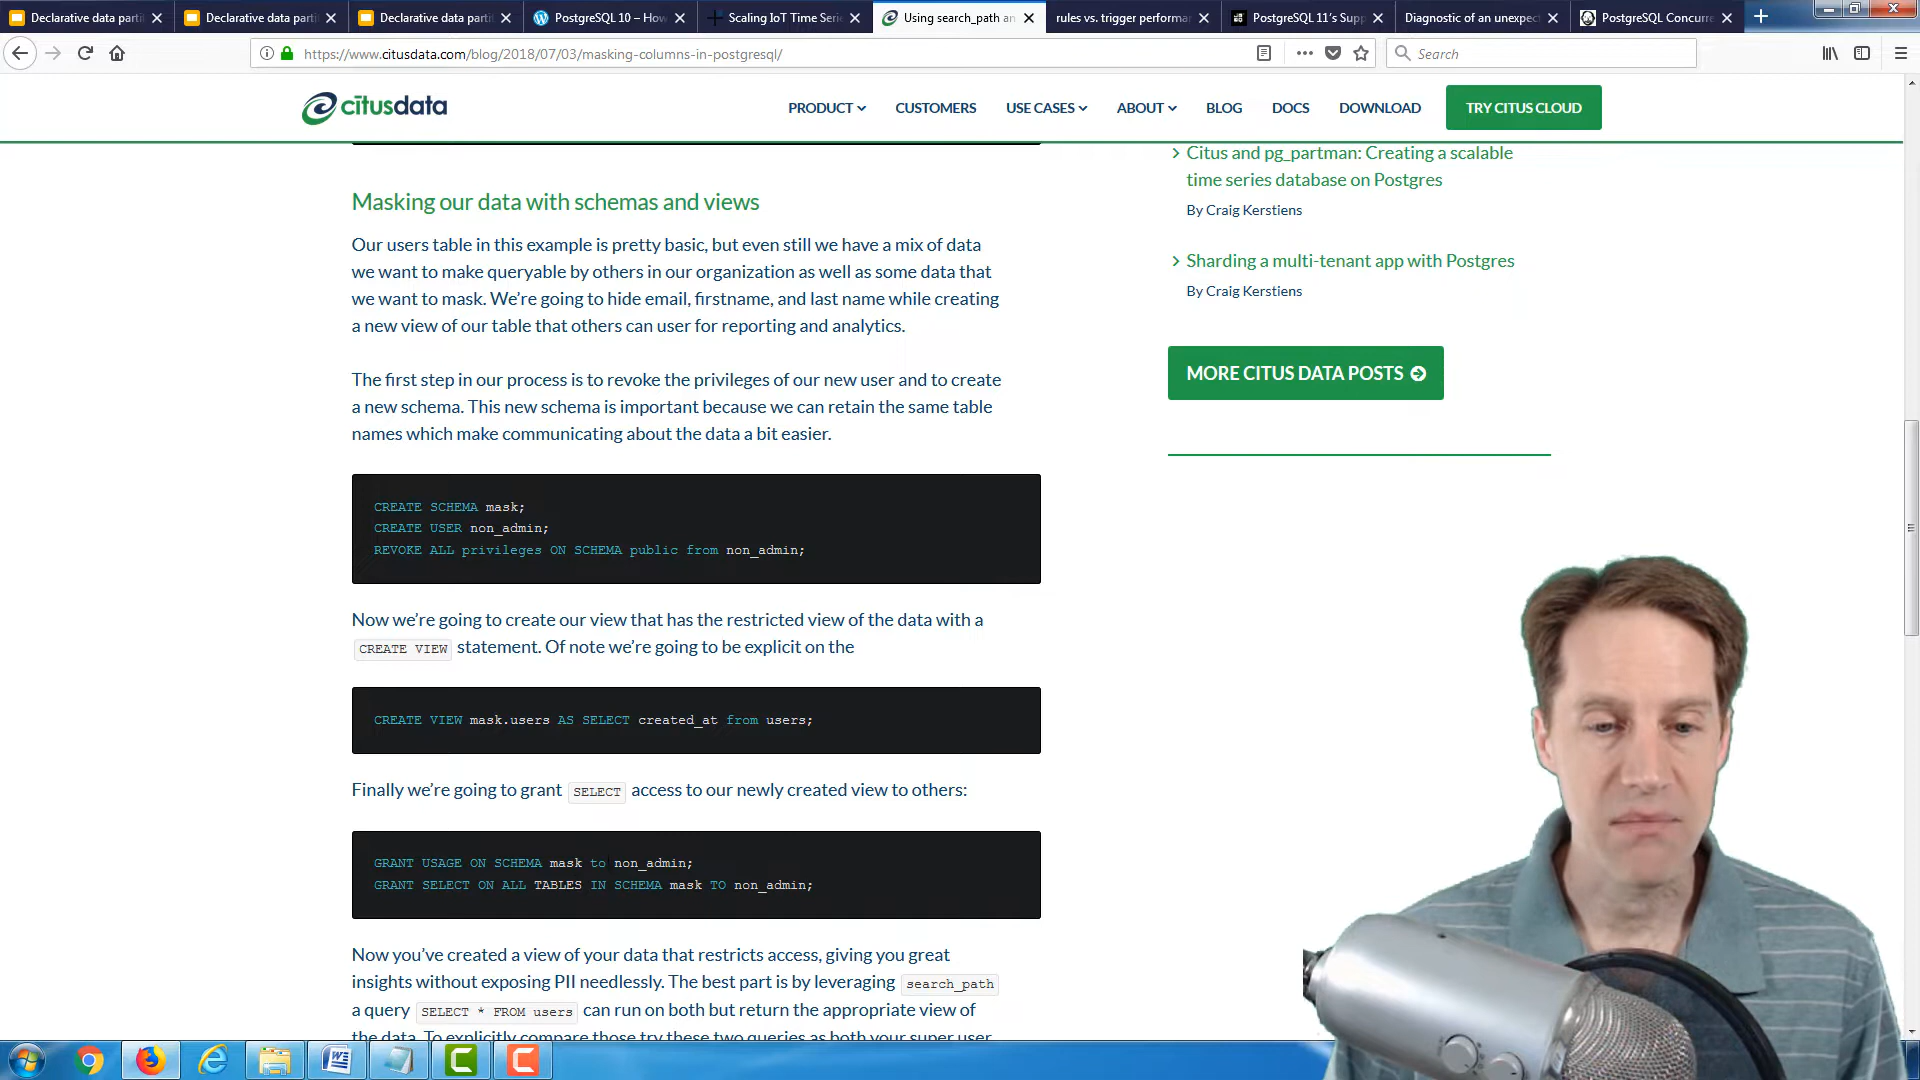 Declarative data parti
Declarative data parti
Declarative data parti
PostgreSQL 10 – How
Scaling IoT Time Seri
Using search_path an
rules vs. trigger performa
PostgreSQL 11's Supp
Diagnostic of an unexpec
PostgreSQL Concurre
https://www.citusdata.com/blog/2018/07/03/masking-columns-in-postgresql/
Search
citusdata
PRODUCT
CUSTOMERS
USE CASES
ABOUT
BLOG
DOCS
DOWNLOAD
TRY CITUS CLOUD
Masking our data with schemas and views
Our users table in this example is pretty basic, but even still we have a mix of data
we want to make queryable by others in our organization as well as some data that
we want to mask. We're going to hide email, firstname, and last name while creating
a new view of our table that others can user for reporting and analytics.
The first step in our process is to revoke the privileges of our new user and to create
a new schema. This new schema is important because we can retain the same table
names which make communicating about the data a bit easier.
CREATE SCHEMA mask;
CREATE USER non_admin;
REVOKE ALL privileges ON SCHEMA public from non_admin;
Now we're going to create our view that has the restricted view of the data with a
CREATE VIEW statement. Of note we're going to be explicit on the
CREATE VIEW mask.users AS SELECT created_at from users;
Finally we're going to grant SELECT access to our newly created view to others:
GRANT USAGE ON SCHEMA mask to non_admin;
GRANT SELECT ON ALL TABLES IN SCHEMA mask TO non_admin;
Now you've created a view of your data that restricts access, giving you great
insights without exposing PII needlessly. The best part is by leveraging search_path
a query SELECT * FROM users can run on both but return the appropriate view of
the data. To explicitly compare those try these two queries as both your super user
Citus and pg_partman: Creating a scalable
time series database on Postgres
By Craig Kerstiens
Sharding a multi-tenant app with Postgres
By Craig Kerstiens
MORE CITUS DATA POSTS